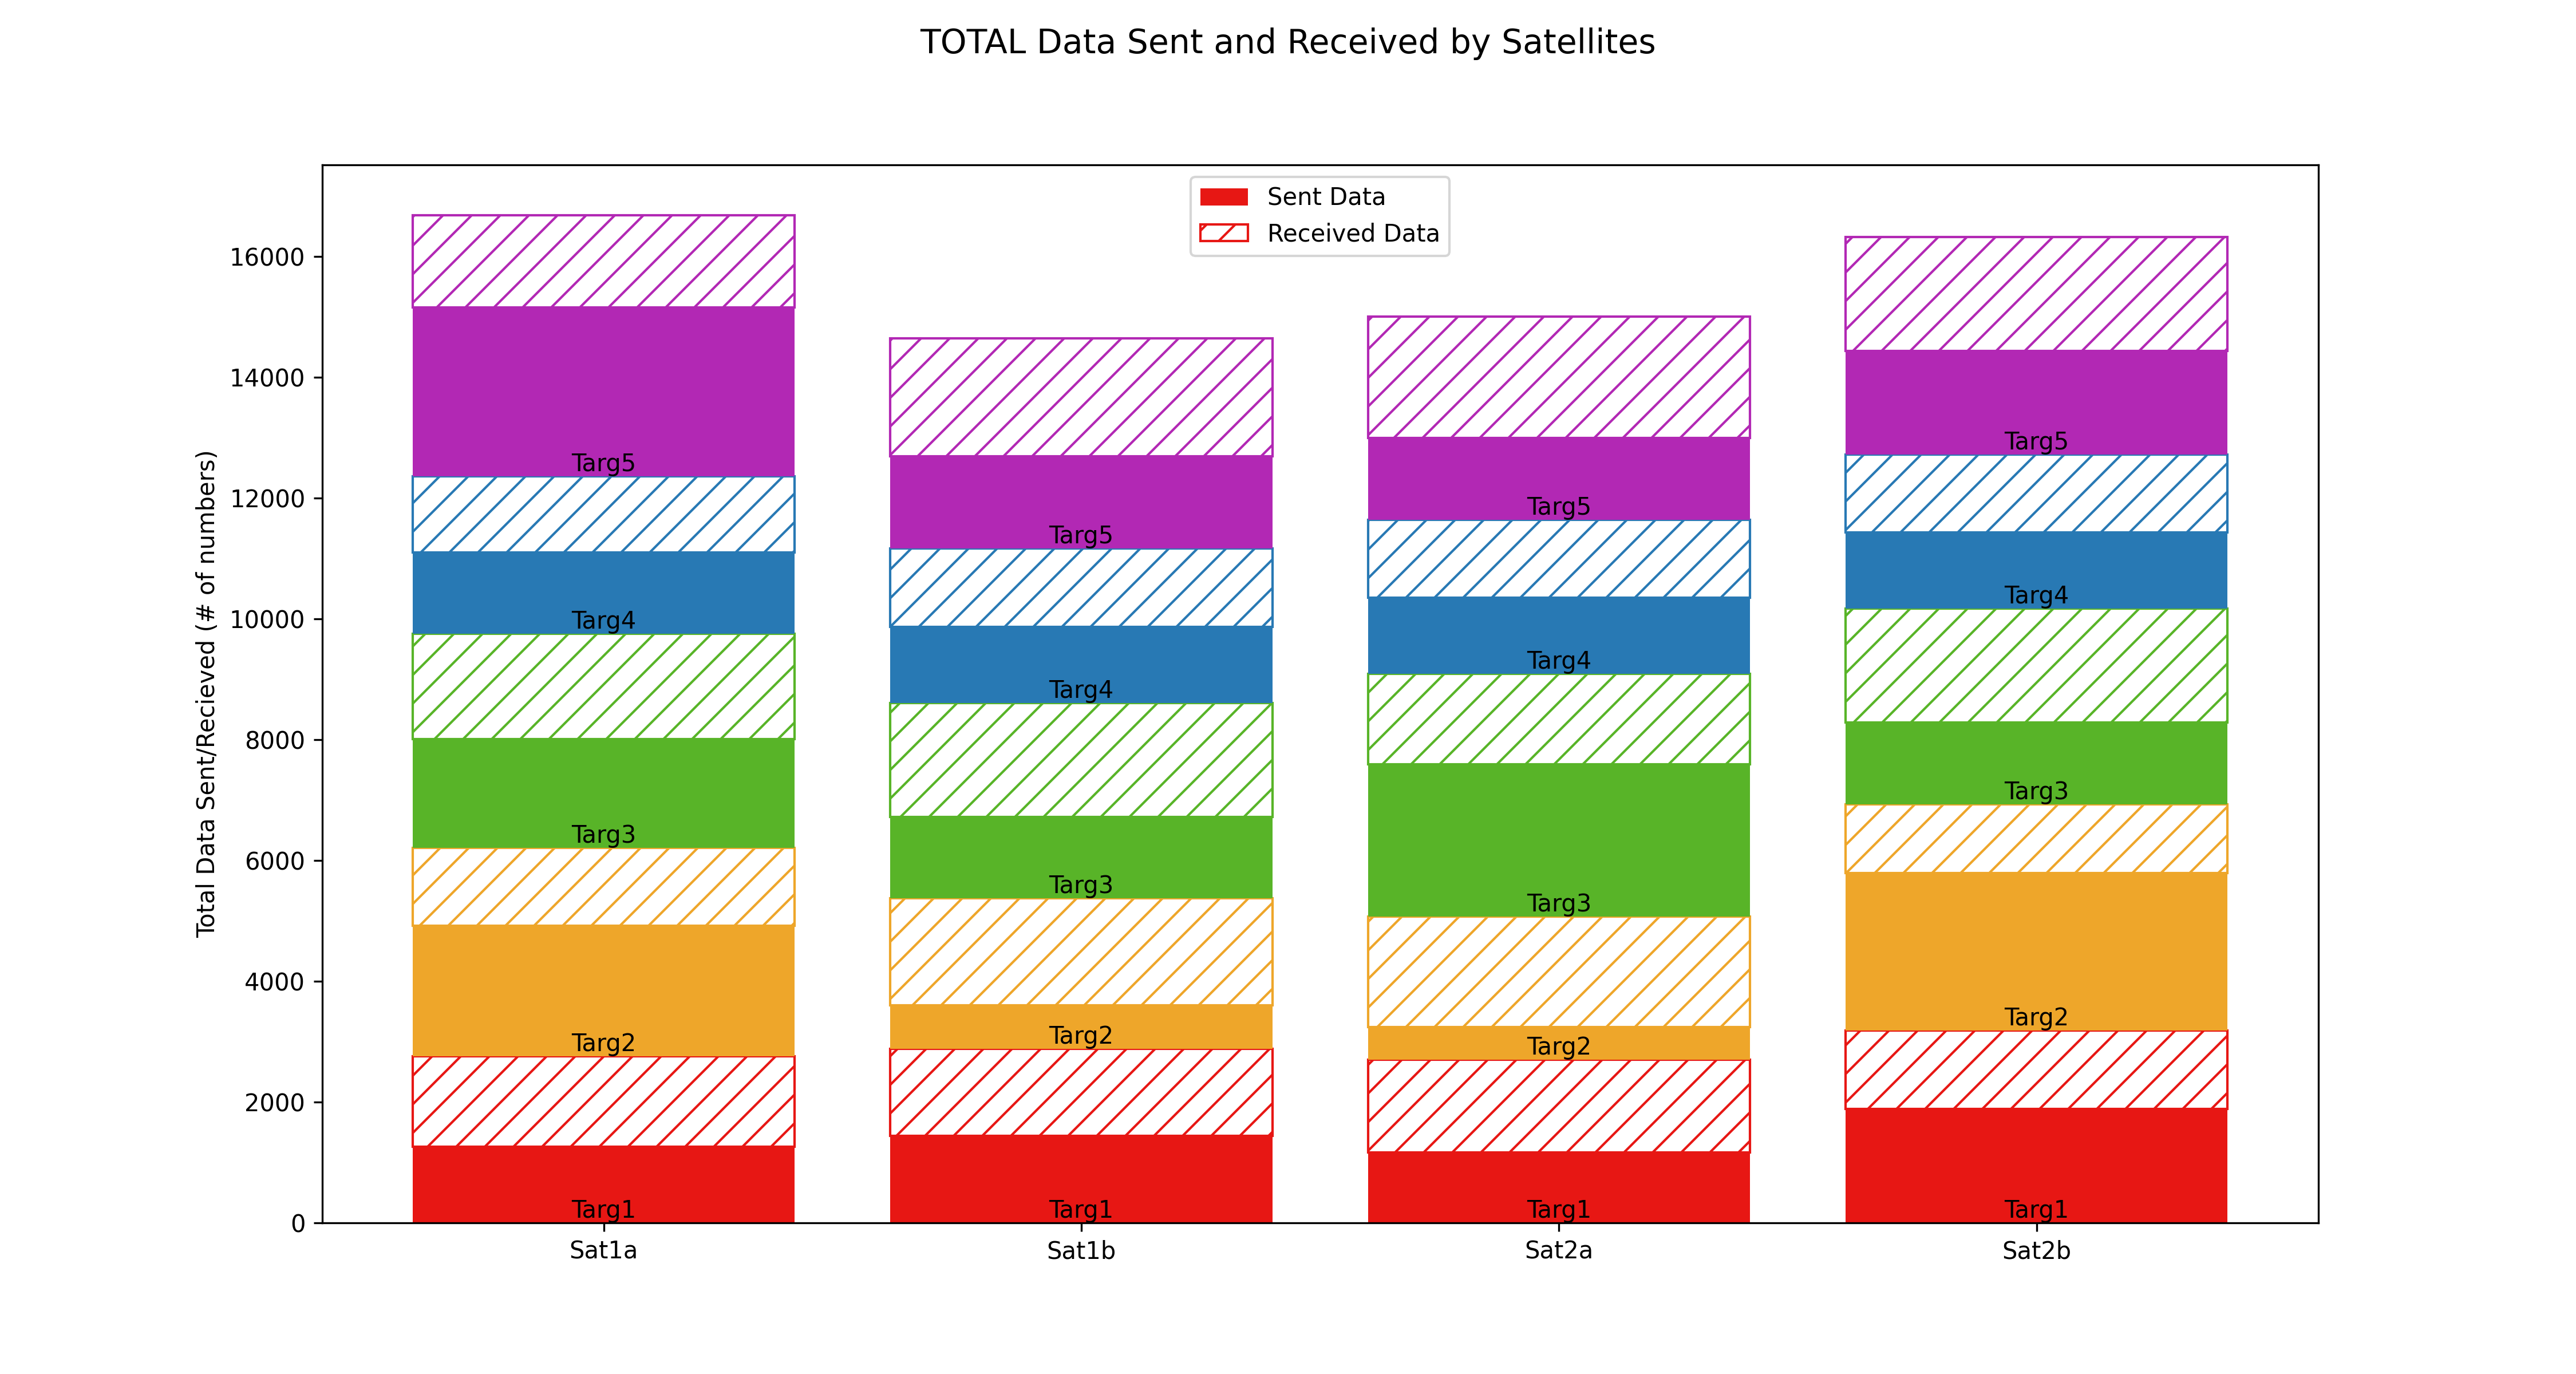 TOTAL Data Sent and Received by Satellites
Sent Data
Received Data
Total Data Sent/Recieved (# of numbers)
16000
14000
12000
10000
8000
6000
4000
2000
0
Targ5
Targ4
Targ3
Targ2
Targ1
Targ5
Targ4
Targ3
Targ2
Targ1
Targ5
Targ4
Targ3
Targ2
Targ1
Targ5
Targ4
Targ3
Targ2
Targ1
Sat1a
Sat1b
Sat2a
Sat2b